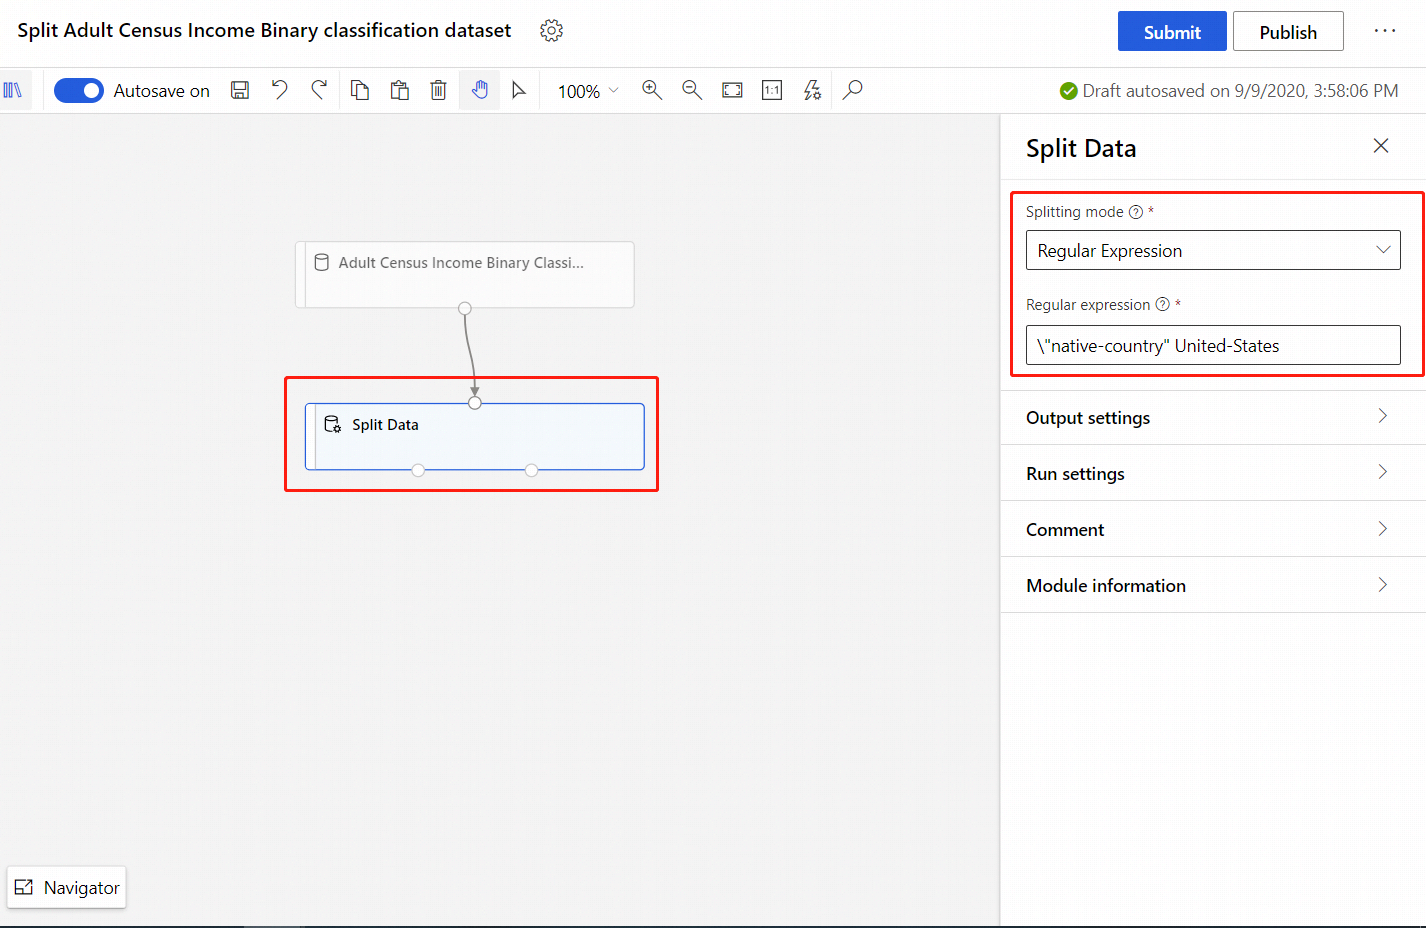 Split Adult Census Income Binary classification dataset
Submit
Publish
Autosave on
100%
1:1
Draft autosaved on 9/9/2020, 3:58:06 PM
Adult Census Income Binary Classi...
Split Data
Split Data
Splitting mode ? *
Regular Expression
Regular expression ? *
\"native-country" United-States
Output settings
Run settings
Comment
Module information
Navigator